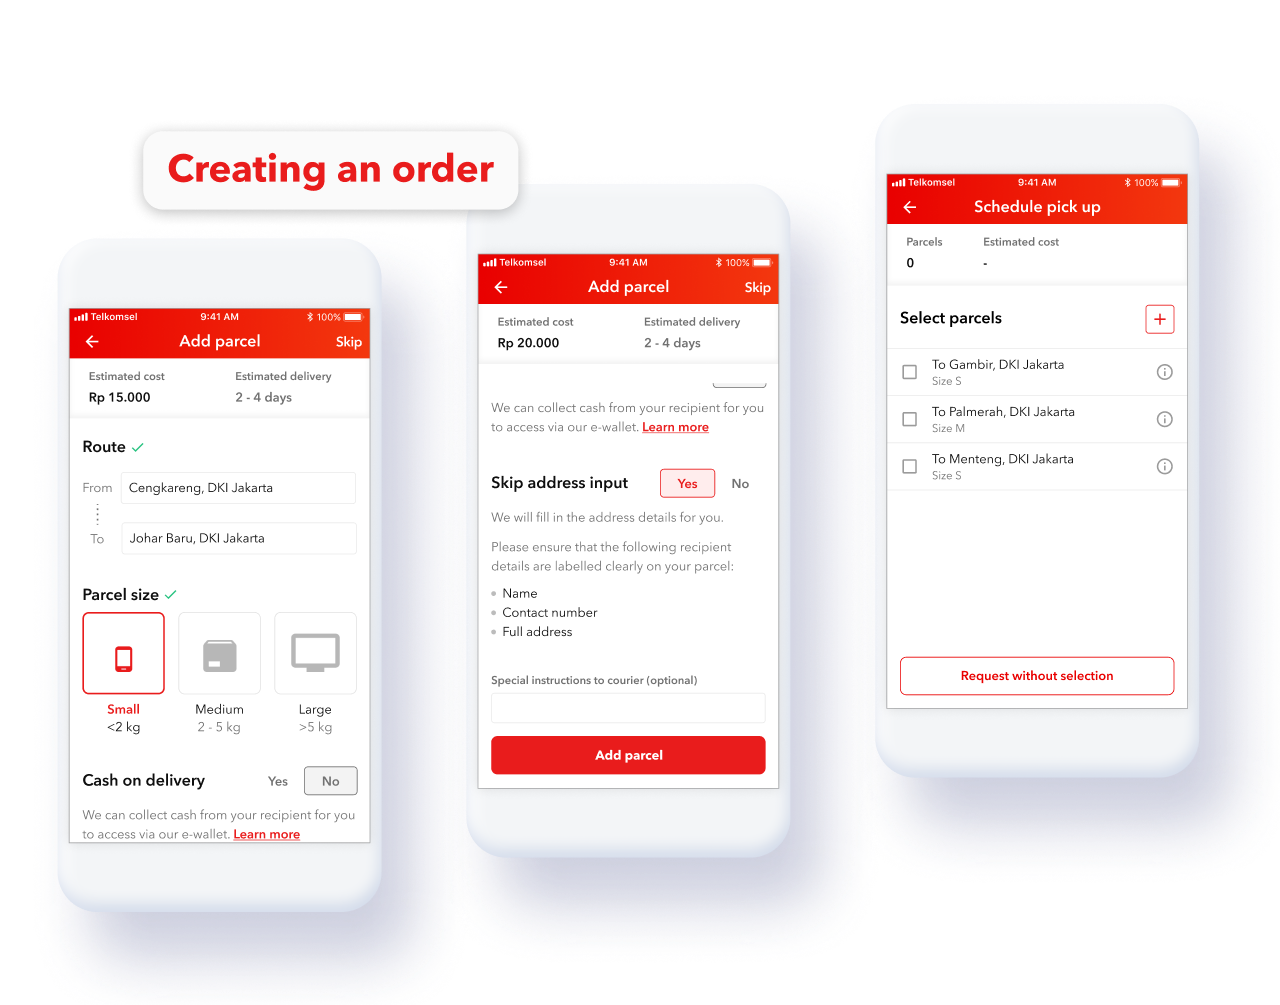 Creating an order
Telkomsel 9:41 AM 100%
Add parcel Skip
Estimated cost Estimated delivery
Rp 15.000 2 - 4 days
Route
From Cengkareng, DKI Jakarta
To Johar Baru, DKI Jakarta
Parcel size
Small Medium Large
<2 kg 2 - 5 kg >5 kg
Cash on delivery Yes No
We can collect cash from your recipient for you
to access via our e-wallet. Learn more
Telkomsel 9:41 AM 100%
Add parcel Skip
Estimated cost Estimated delivery
Rp 20.000 2 - 4 days
We can collect cash from your recipient for you
to access via our e-wallet. Learn more
Skip address input Yes No
We will fill in the address details for you.
Please ensure that the following recipient
details are labelled clearly on your parcel:
• Name
• Contact number
• Full address
Special instructions to courier (optional)
Add parcel
Telkomsel 9:41 AM 100%
Schedule pick up
Parcels Estimated cost
0 -
Select parcels +
To Gambir, DKI Jakarta
Size S
To Palmerah, DKI Jakarta
Size M
To Menteng, DKI Jakarta
Size S
Request without selection